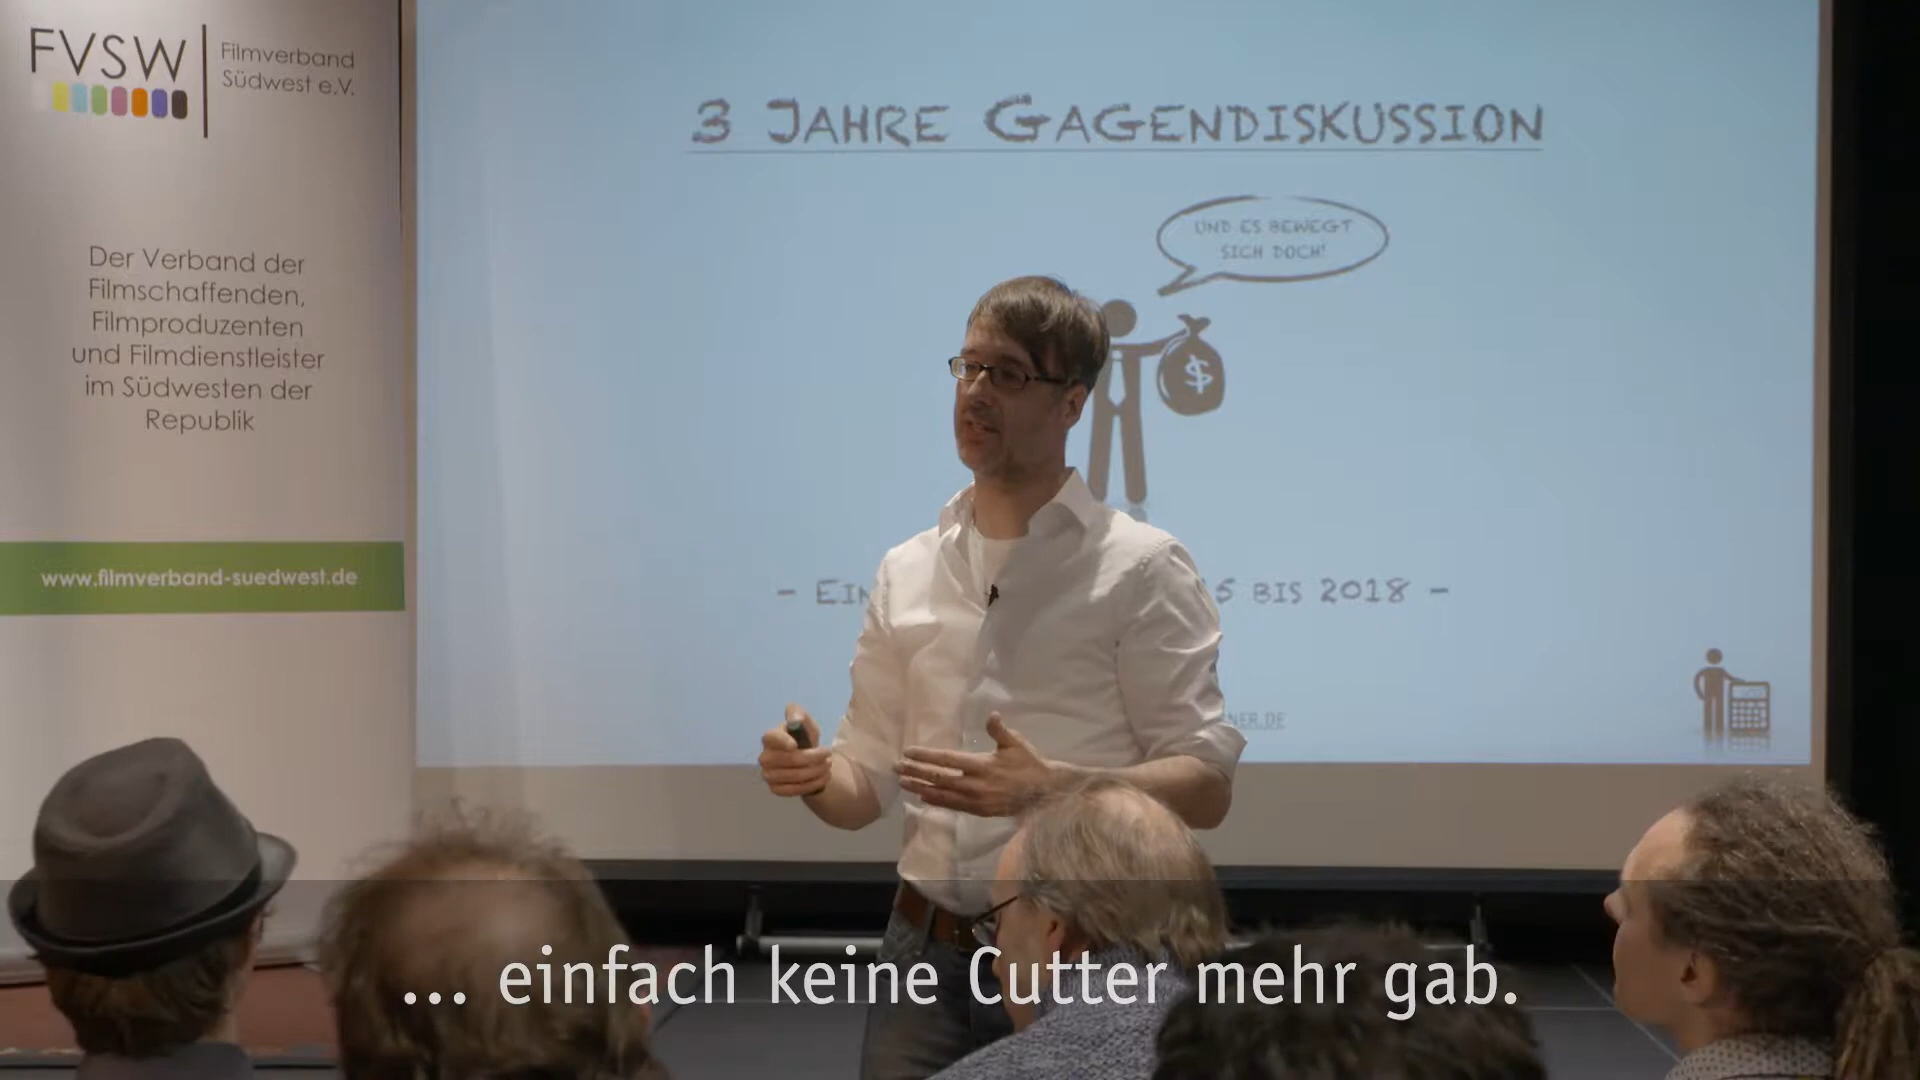 FVSW
Filmverband
Südwest e.V.
Der Verband der
Filmschaffenden,
Filmproduzenten
und Filmdienstleister
im Südwesten der
Republik
www.filmverband-suedwest.de
3 JAHRE GAGENDISKUSSION
UND ES BEWEGT
SICH DOCH!
$
BIS 2018 –
... einfach keine Cutter mehr gab.